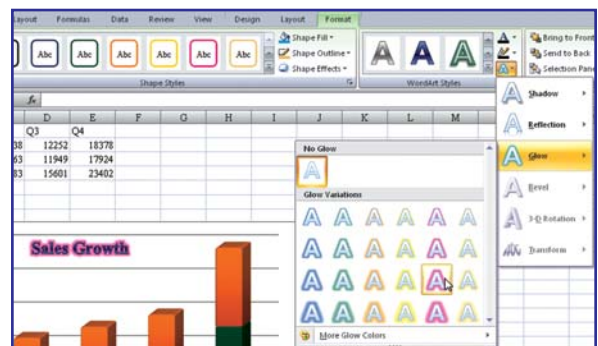 Layout Formulas Data Review View Design Layout Format
Abc Abc Abc Abc Abc Abc
Shape Fill
Shape Outline
Shape Effects
Shape Styles
A A A
WordArt Styles
Bring to Front
Send to Back
Selection Pane
fx
D E F G H I J K L M
Q3 Q4
38 12252 18378
63 11949 17924
83 15601 23402
Sales Growth
No Glow
Glow Variations
More Glow Colors
Shadow
Reflection
Glow
Bevel
3-D Rotation
Transform